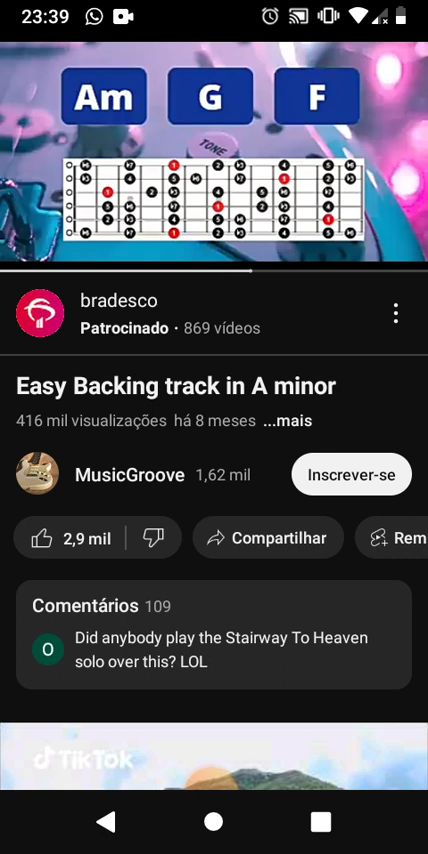 23:39
Am G F
TONE
bradesco
Patrocinado · 869 vídeos
Easy Backing track in A minor
416 mil visualizações há 8 meses ...mais
MusicGroove 1,62 mil
Inscrever-se
2,9 mil
Compartilhar
Rem
Comentários 109
O
Did anybody play the Stairway To Heaven
solo over this? LOL
TikTok